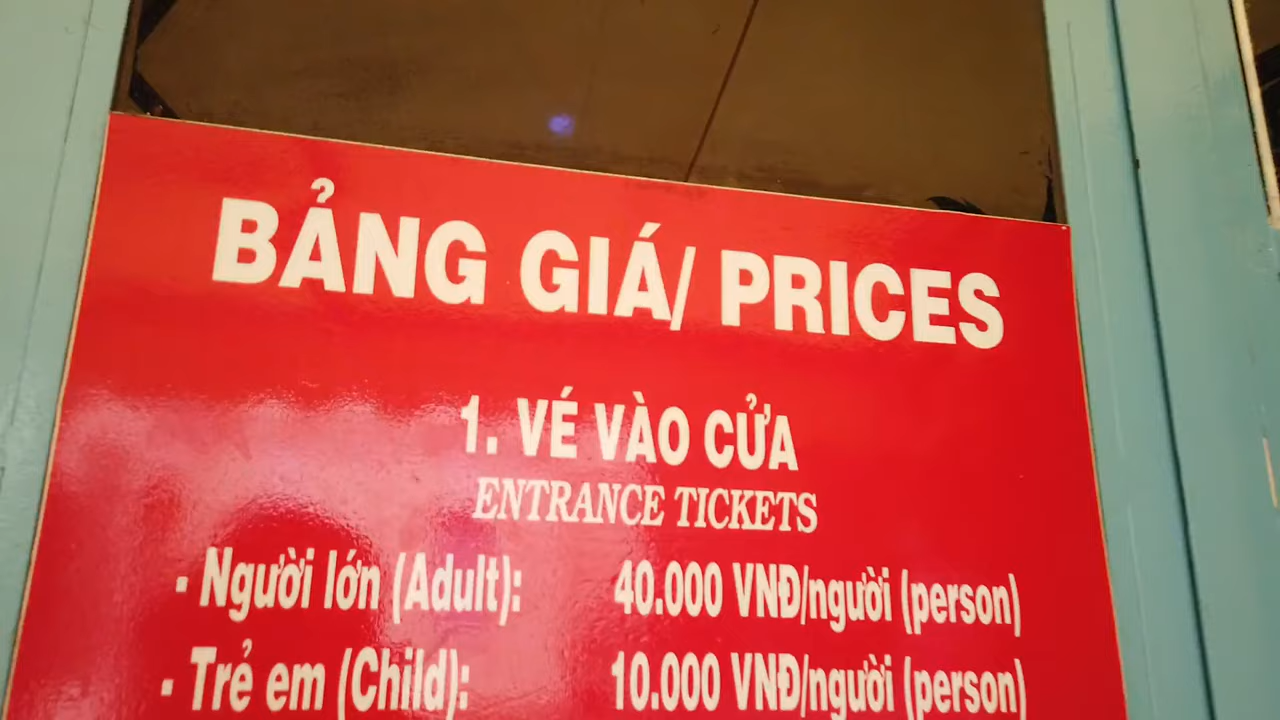 BẢNG GIÁ/ PRICES
1. VÉ VÀO CỬA
ENTRANCE TICKETS
- Người lớn (Adult): 40.000 VNĐ/người (person)
- Trẻ em (Child): 10.000 VNĐ/người (person)